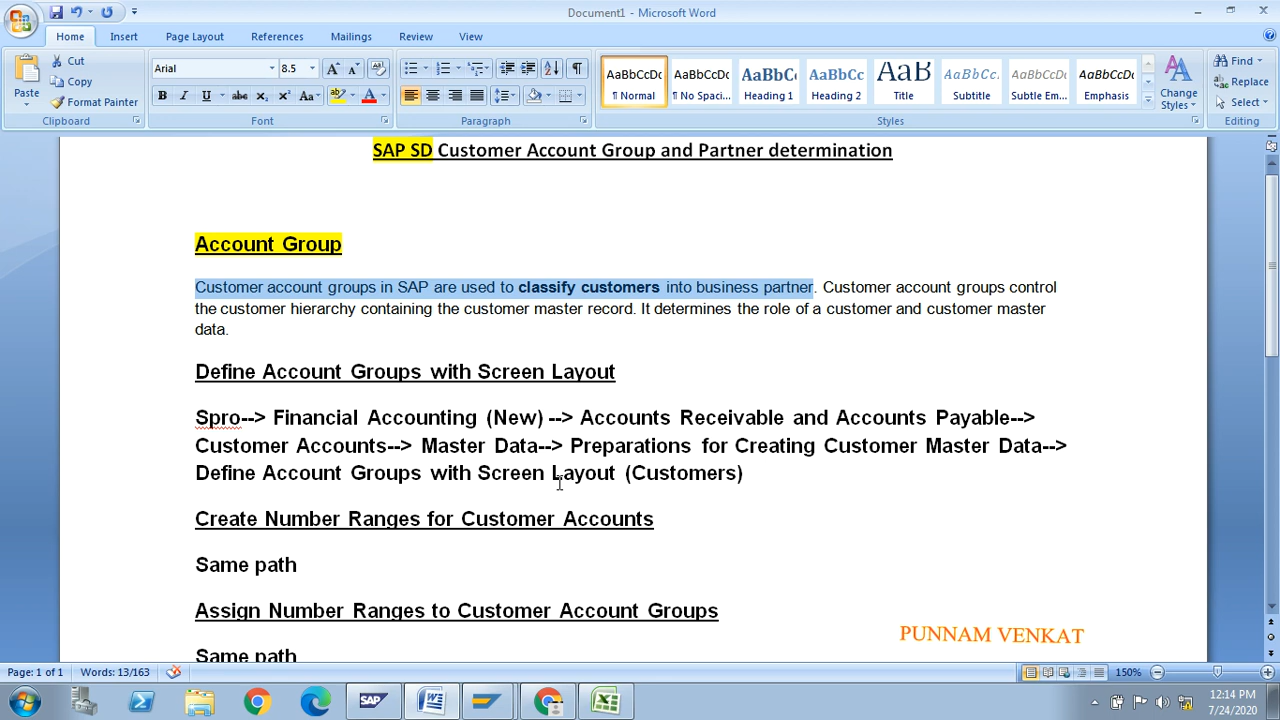 Document1 - Microsoft Word
Home Insert Page Layout References Mailings Review View
Cut
Copy
Format Painter
Paste
Clipboard
Arial 8.5
Font
Paragraph
AaBbCcDc AaBbCcDc AaBbCc AaBbCc AaB AaBbCc. AaBbCcDc AaBbCcDc
¶ Normal ¶ No Spaci... Heading 1 Heading 2 Title Subtitle Subtle Em... Emphasis
Change Styles
Styles
Find
Replace
Select
Editing
SAP SD Customer Account Group and Partner determination
Account Group
Customer account groups in SAP are used to classify customers into business partner. Customer account groups control
the customer hierarchy containing the customer master record. It determines the role of a customer and customer master
data.
Define Account Groups with Screen Layout
Spro--> Financial Accounting (New) --> Accounts Receivable and Accounts Payable-->
Customer Accounts--> Master Data--> Preparations for Creating Customer Master Data-->
Define Account Groups with Screen Layout (Customers)
Create Number Ranges for Customer Accounts
Same path
Assign Number Ranges to Customer Account Groups
Same path
PUNNAM VENKAT
Page: 1 of 1 Words: 13/163 150%
SAP
12:14 PM
7/24/2020